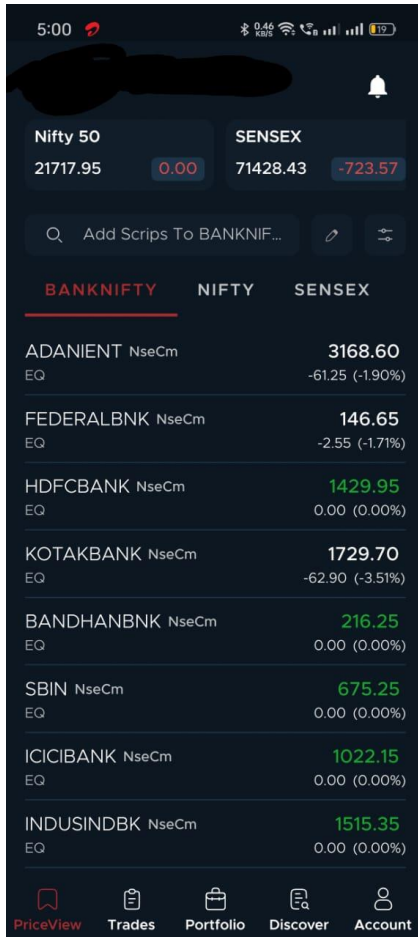 5:00
0.46 KB/S 19
Nifty 50
21717.95 0.00
SENSEX
71428.43 -723.57
Add Scrips To BANKNIF...
BANKNIFTY NIFTY SENSEX
ADANIENT NseCm 3168.60
EQ -61.25 (-1.90%)
FEDERALBNK NseCm 146.65
EQ -2.55 (-1.71%)
HDFCBANK NseCm 1429.95
EQ 0.00 (0.00%)
KOTAKBANK NseCm 1729.70
EQ -62.90 (-3.51%)
BANDHANBNK NseCm 216.25
EQ 0.00 (0.00%)
SBIN NseCm 675.25
EQ 0.00 (0.00%)
ICICIBANK NseCm 1022.15
EQ 0.00 (0.00%)
INDUSINDBK NseCm 1515.35
EQ 0.00 (0.00%)
PriceView Trades Portfolio Discover Account